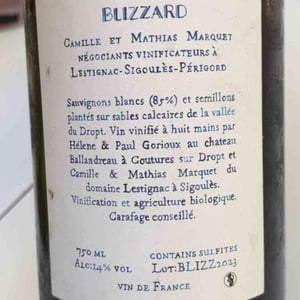 BLIZZARD
Camille et Mathias Marquet
négociants vinificateurs à
Lestignac-Sigoulès-Périgord
Sauvignons blancs (85%) et semillons
plantés sur sables calcaires de la vallée
du Dropt. Vin vinifié à huit mains par
Hélene & Paul Gorioux au chateau
Ballandreau à Coutures sur Dropt et
Camille & Mathias Marquet du
domaine Lestignac à Sigoulès.
Vinification et agriculture biologique.
Carafage conseillé.
750 ml
Alc:14% vol
contains sulfites
Lot:BLIZZ2023
vin de France